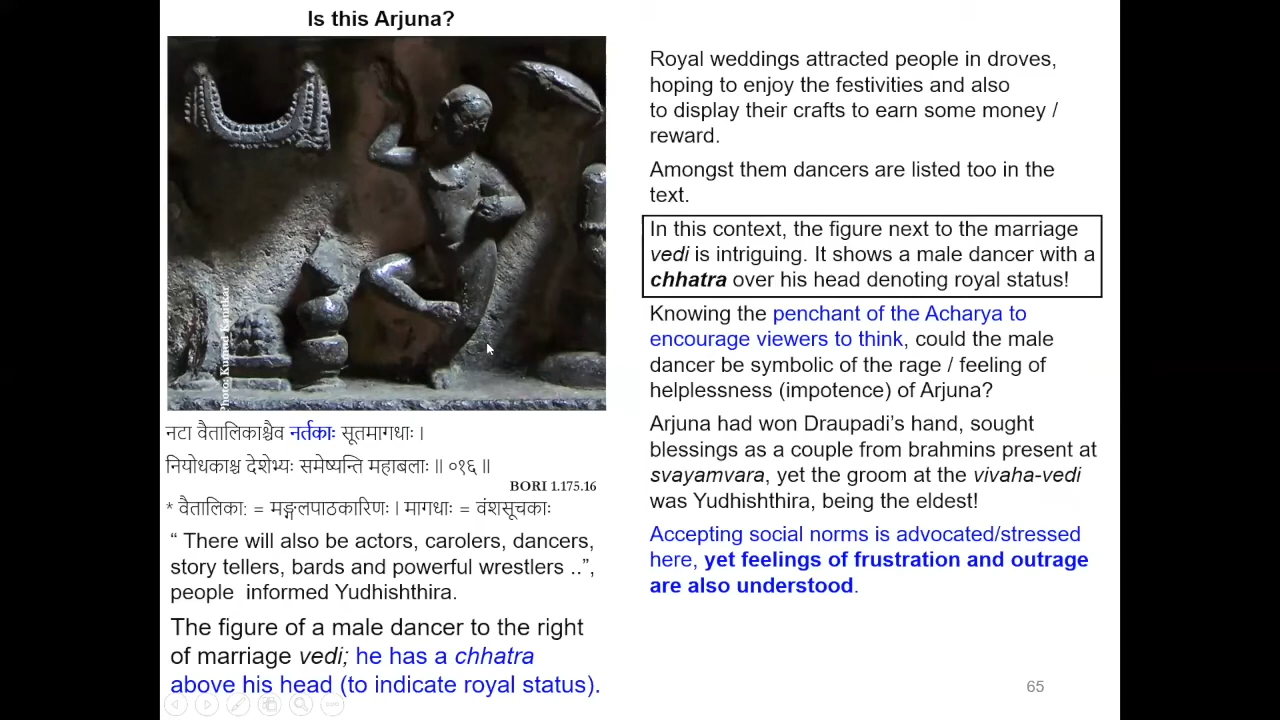 Is this Arjuna?
Photo: Kumud Kanitkar
नटा वैतालिकाश्चैव नर्तकाः सूतमागधाः ।
नियोधकाश्च देशेभ्यः समेष्यन्ति महाबलाः ॥ ०१६ ॥
BORI 1.175.16
* वैतालिका: = मङ्गलपाठकारिणः । मागधाः = वंशसूचकाः
“ There will also be actors, carolers, dancers,
story tellers, bards and powerful wrestlers ..”,
people informed Yudhishthira.
The figure of a male dancer to the right
of marriage vedi; he has a chhatra
above his head (to indicate royal status).
Royal weddings attracted people in droves,
hoping to enjoy the festivities and also
to display their crafts to earn some money /
reward.
Amongst them dancers are listed too in the
text.
In this context, the figure next to the marriage
vedi is intriguing. It shows a male dancer with a
chhatra over his head denoting royal status!
Knowing the penchant of the Acharya to
encourage viewers to think, could the male
dancer be symbolic of the rage / feeling of
helplessness (impotence) of Arjuna?
Arjuna had won Draupadi’s hand, sought
blessings as a couple from brahmins present at
svayamvara, yet the groom at the vivaha-vedi
was Yudhishthira, being the eldest!
Accepting social norms is advocated/stressed
here, yet feelings of frustration and outrage
are also understood.
65